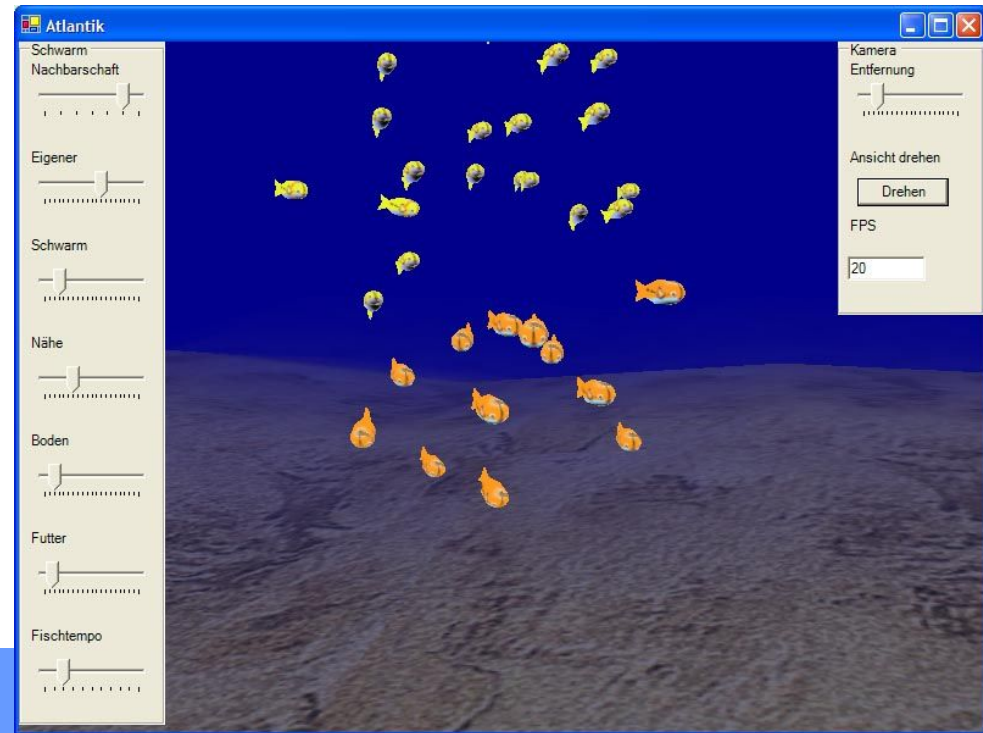 Atlantik
Schwarm
Nachbarschaft
Eigener
Schwarm
Nähe
Boden
Futter
Fischtempo
Kamera
Entfernung
Ansicht drehen
Drehen
FPS
20